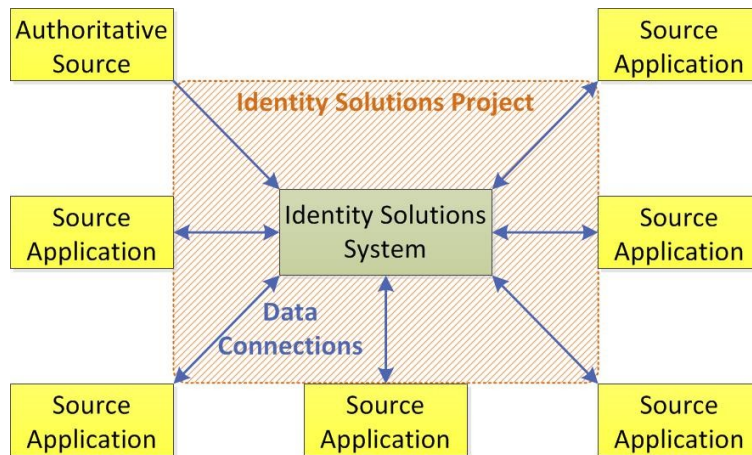 Authoritative
Source
Source
Application
Identity Solutions Project
Source
Application
Identity Solutions
System
Source
Application
Data
Connections
Source
Application
Source
Application
Source
Application